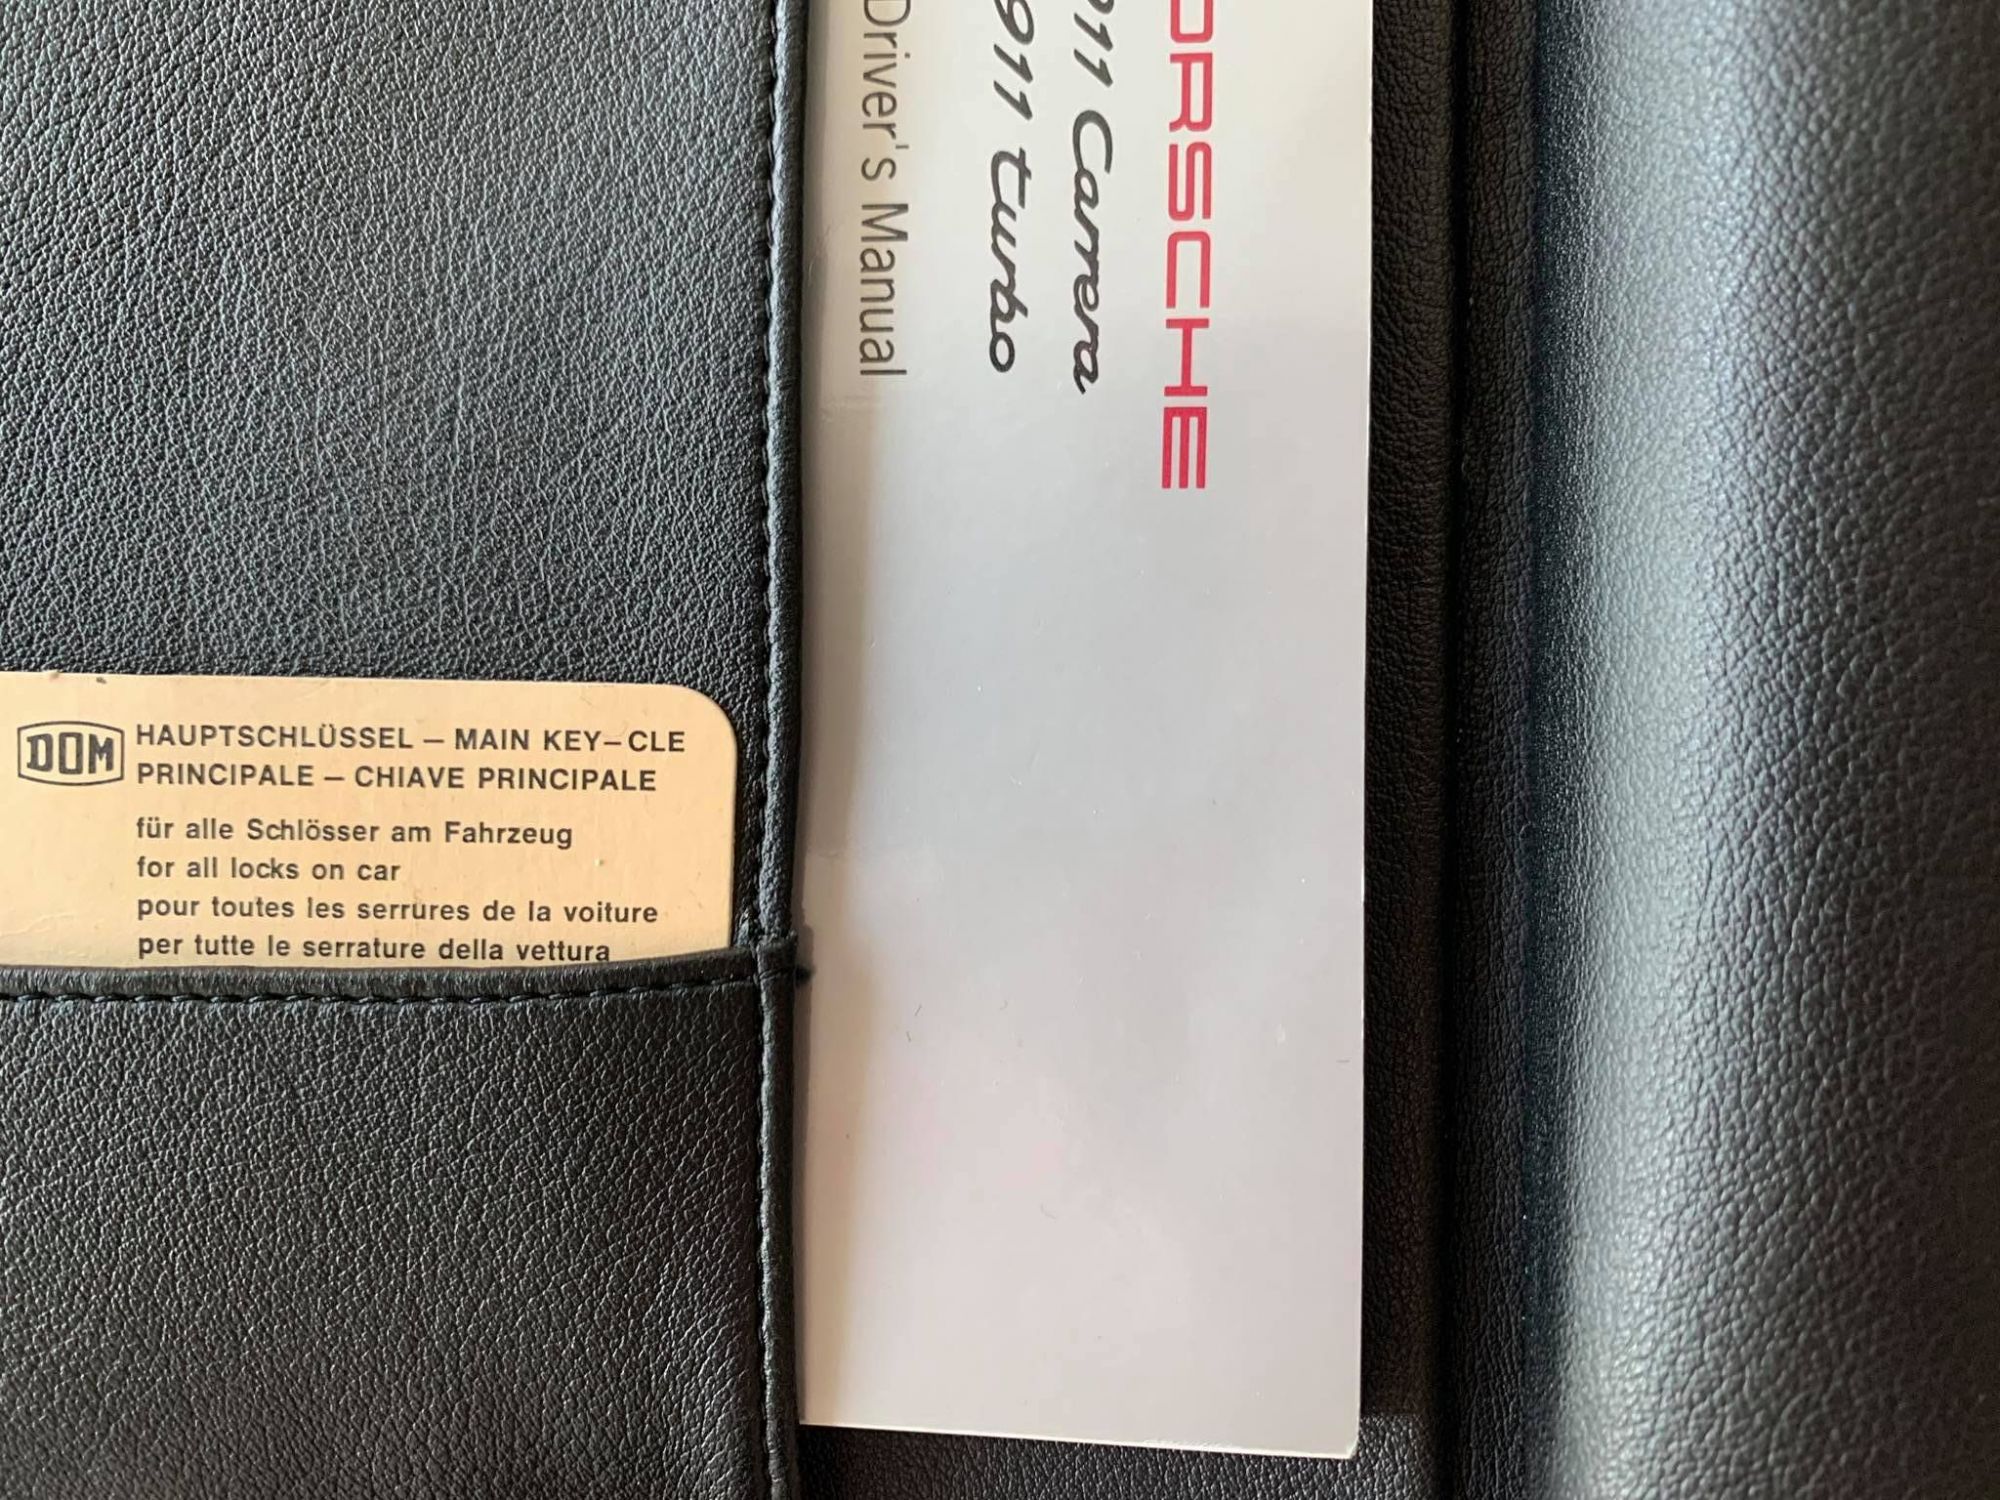 PORSCHE
911 Carrera
911 turbo
Driver's Manual
DOM
HAUPTSCHLÜSSEL – MAIN KEY– CLE
PRINCIPALE – CHIAVE PRINCIPALE
für alle Schlösser am Fahrzeug
for all locks on car
pour toutes les serrures de la voiture
per tutte le serrature della vettura